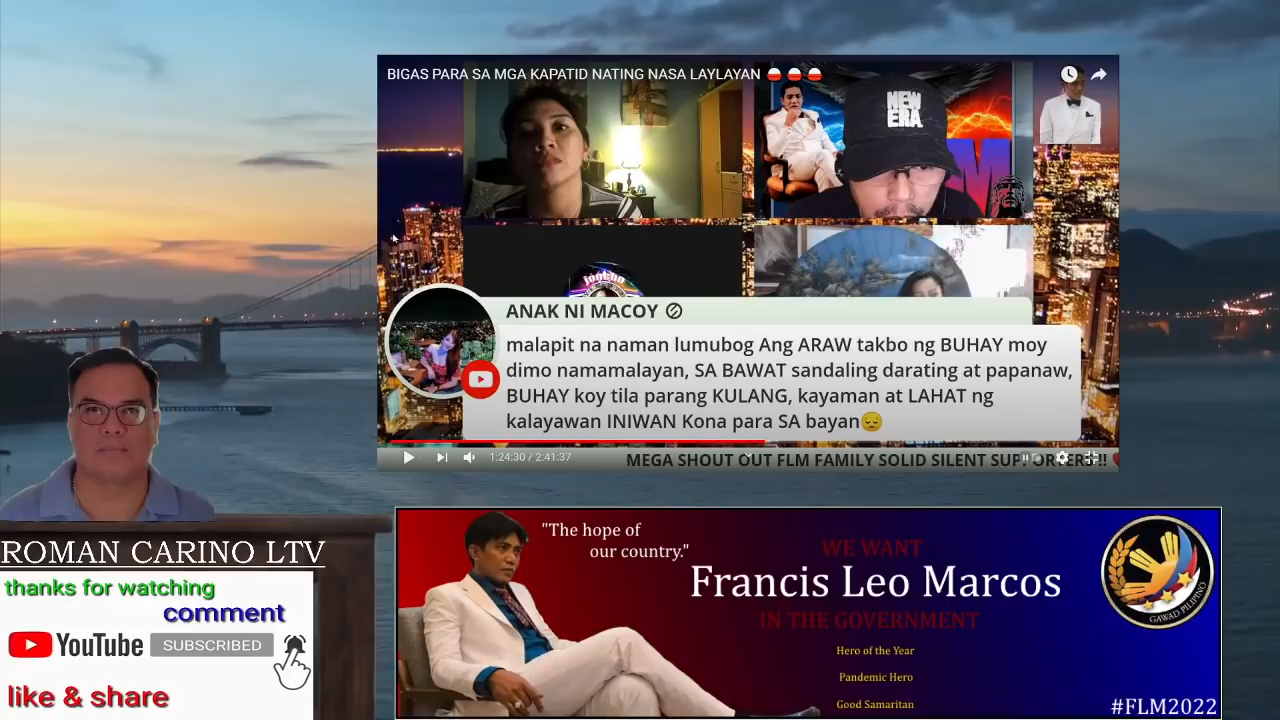 BIGAS PARA SA MGA KAPATID NATING NASA LAYLAYAN
NEW
ERA
ANAK NI MACOY
malapit na naman lumubog Ang ARAW takbo ng BUHAY moy
dimo namamalayan, SA BAWAT sandaling darating at papanaw,
BUHAY koy tila parang KULANG, kayaman at LAHAT ng
kalayawan INIWAN Kona para SA bayan
1:24:30 / 2:41:37
MEGA SHOUT OUT FLM FAMILY SOLID SILENT SUPPORTERS!!!
ROMAN CARINO LTV
thanks for watching
comment
YouTube SUBSCRIBED
like & share
"The hope of
our country."
WE WANT
Francis Leo Marcos
IN THE GOVERNMENT
Hero of the Year
Pandemic Hero
Good Samaritan
GAWAD PILIPINO
#FLM2022